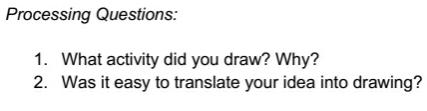 Processing Questions:
1. What activity did you draw? Why?
2. Was it easy to translate your idea into drawing?